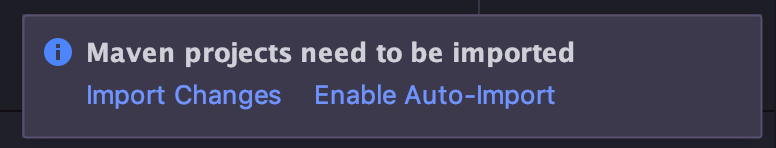 Maven projects need to be imported
Import Changes Enable Auto-Import